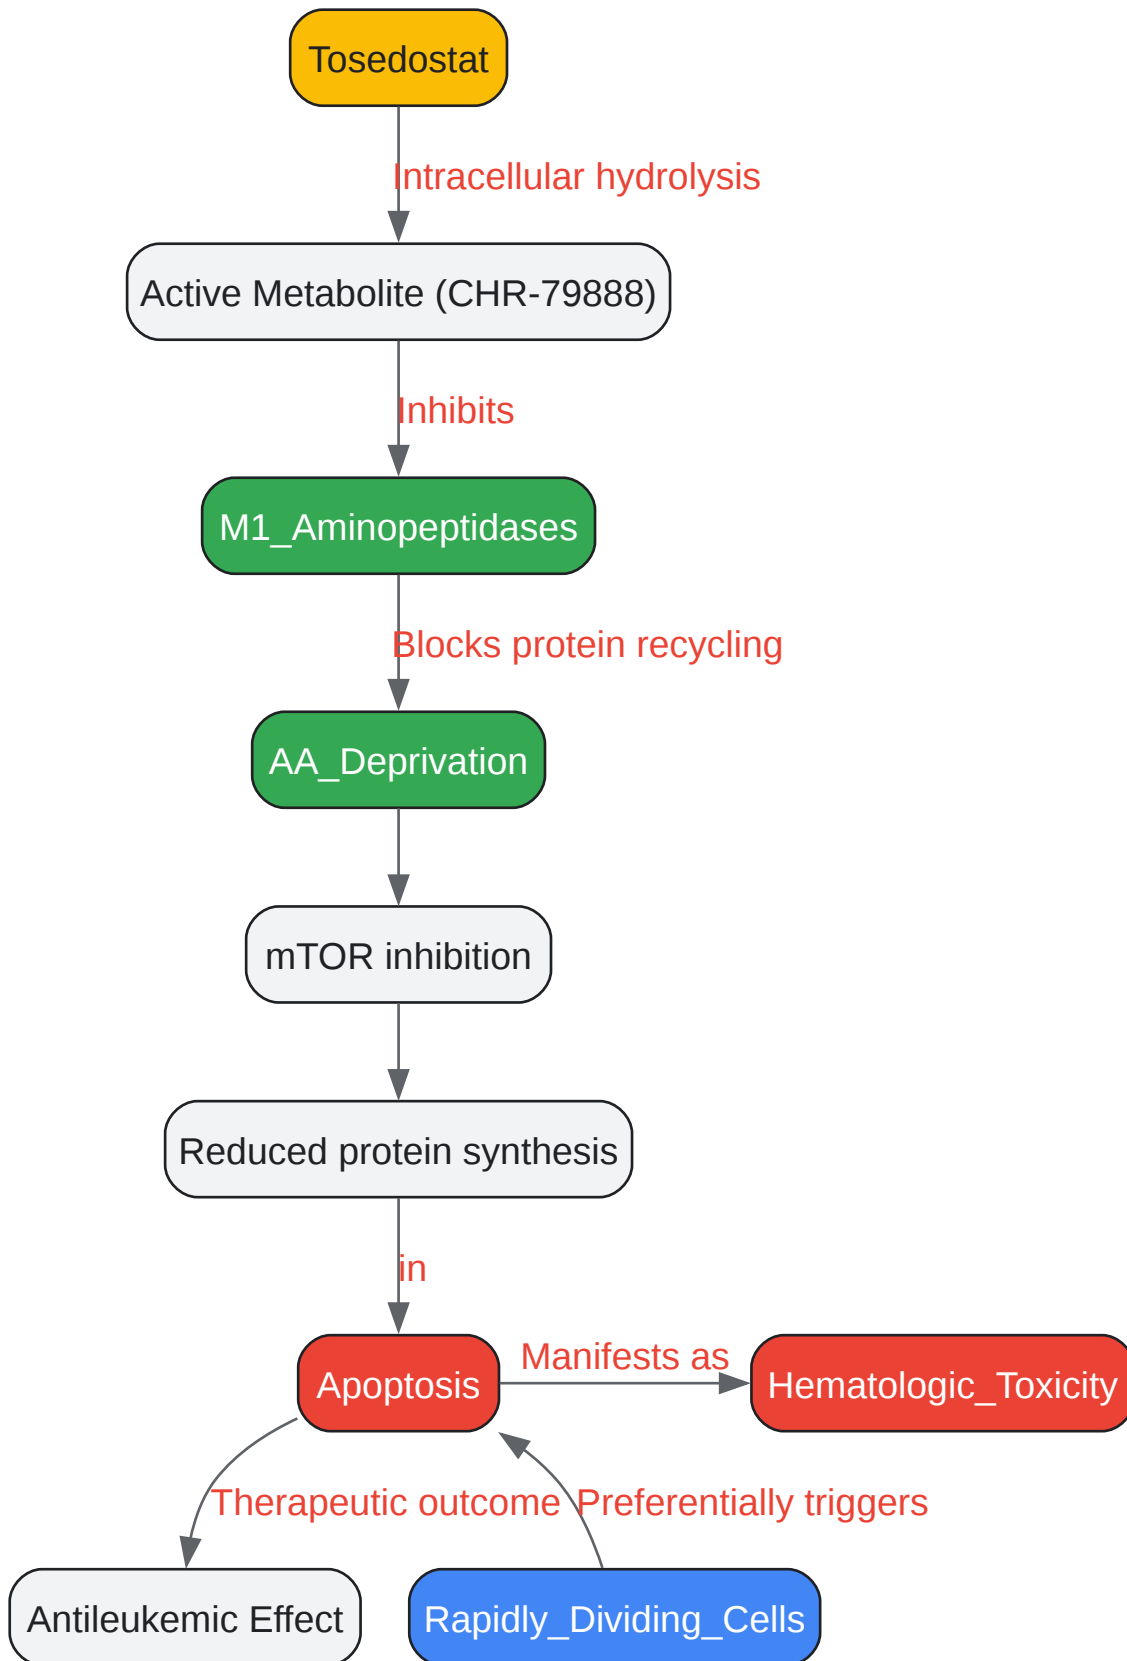 Tosedostat
Intracellular hydrolysis
Active Metabolite (CHR-79888)
Inhibits
M1_Aminopeptidases
Blocks protein recycling
AA_Deprivation
mTOR inhibition
Reduced protein synthesis
in
Apoptosis
Manifests as
Hematologic_Toxicity
Therapeutic outcome
Preferentially triggers
Antileukemic Effect
Rapidly_Dividing_Cells